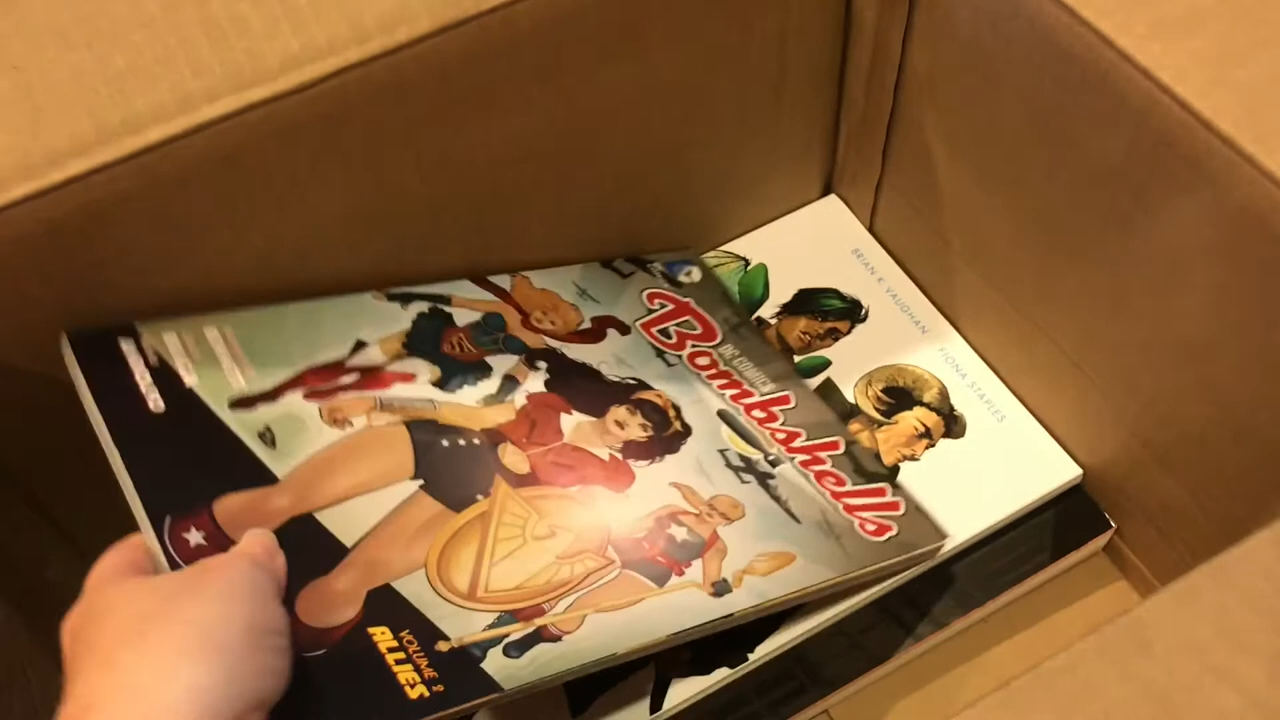 DC COMICS
Bombshells
VOLUME 2
ALLIES
BRIAN K VAUGHAN
FIONA STAPLES